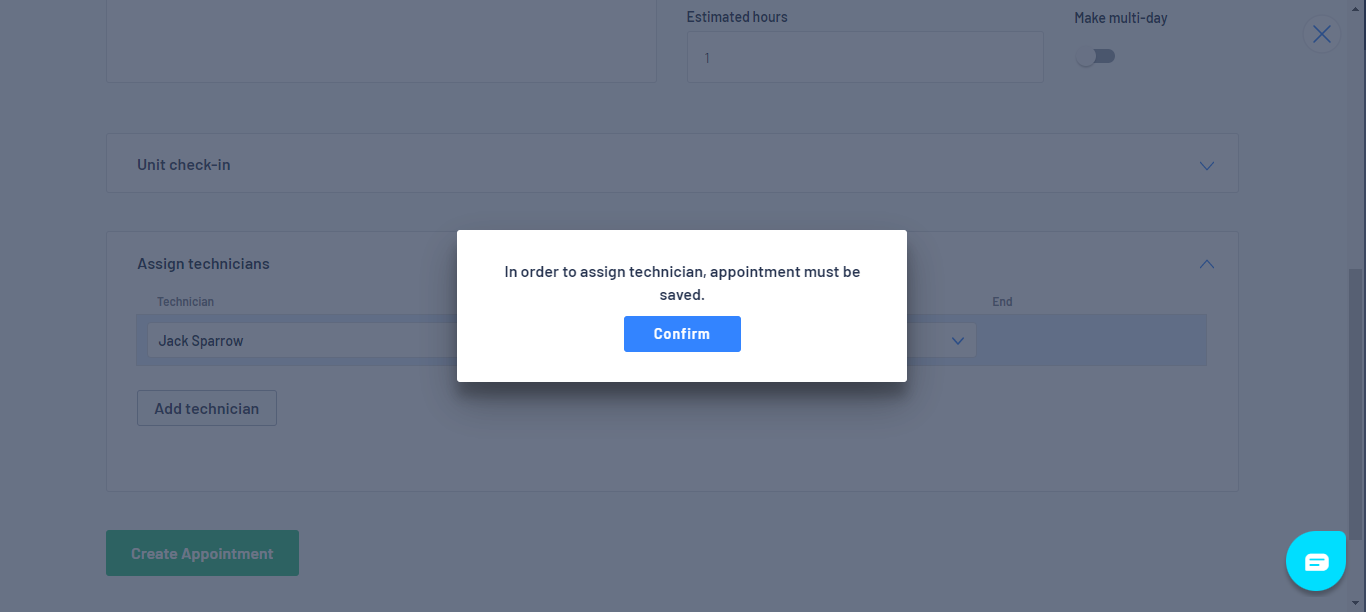 Estimated hours
Make multi-day
1
Unit check-in
In order to assign technician, appointment must be
saved.
Confirm
Assign technicians
Technician
End
Jack Sparrow
Add technician
Create Appointment